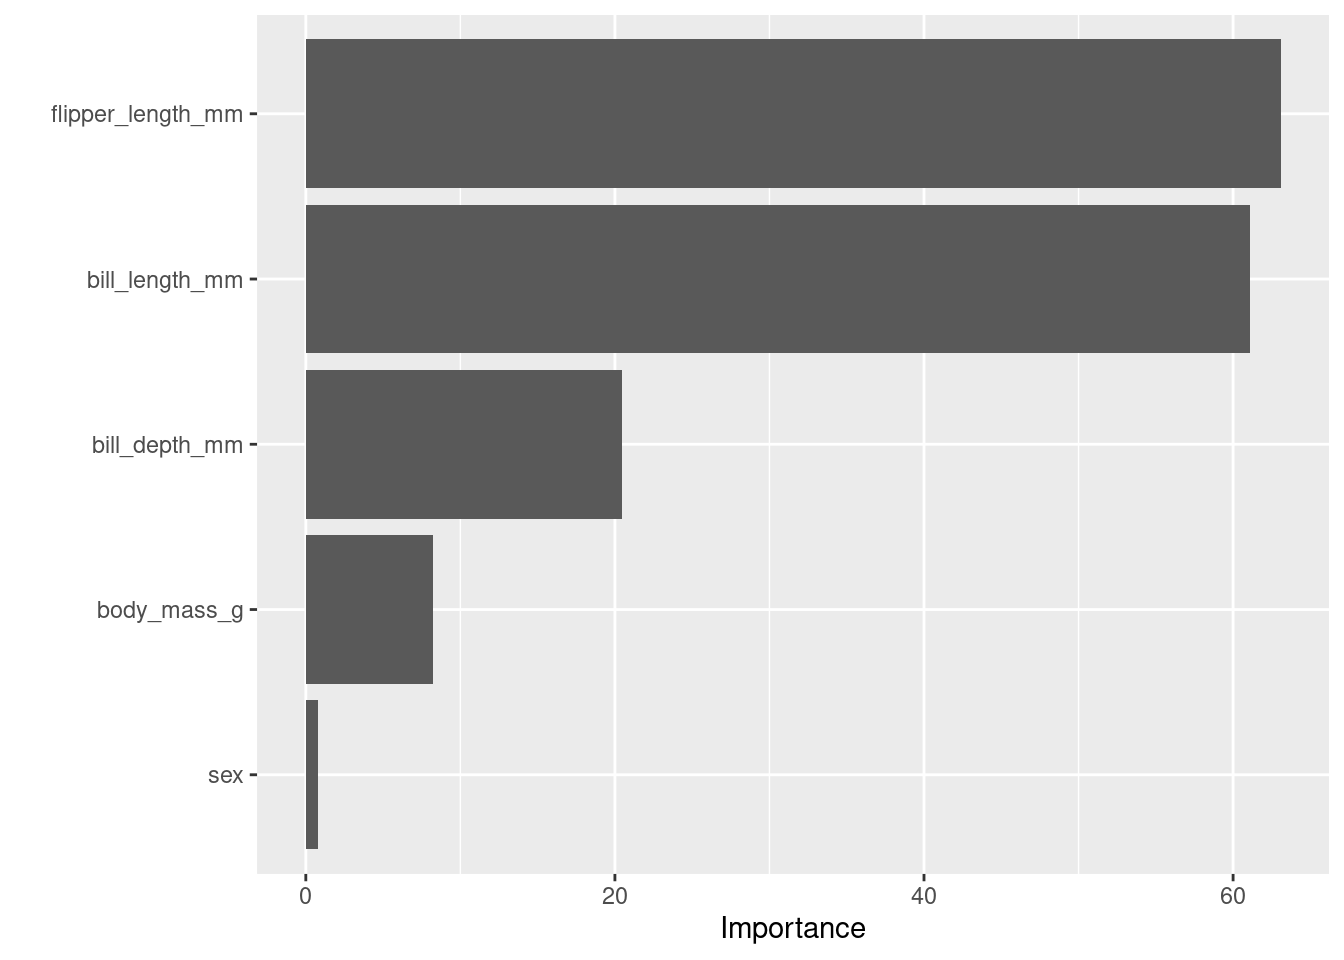 flipper_length_mm
bill_length_mm
bill_depth_mm
body_mass_g
sex
0 20 40 60
Importance